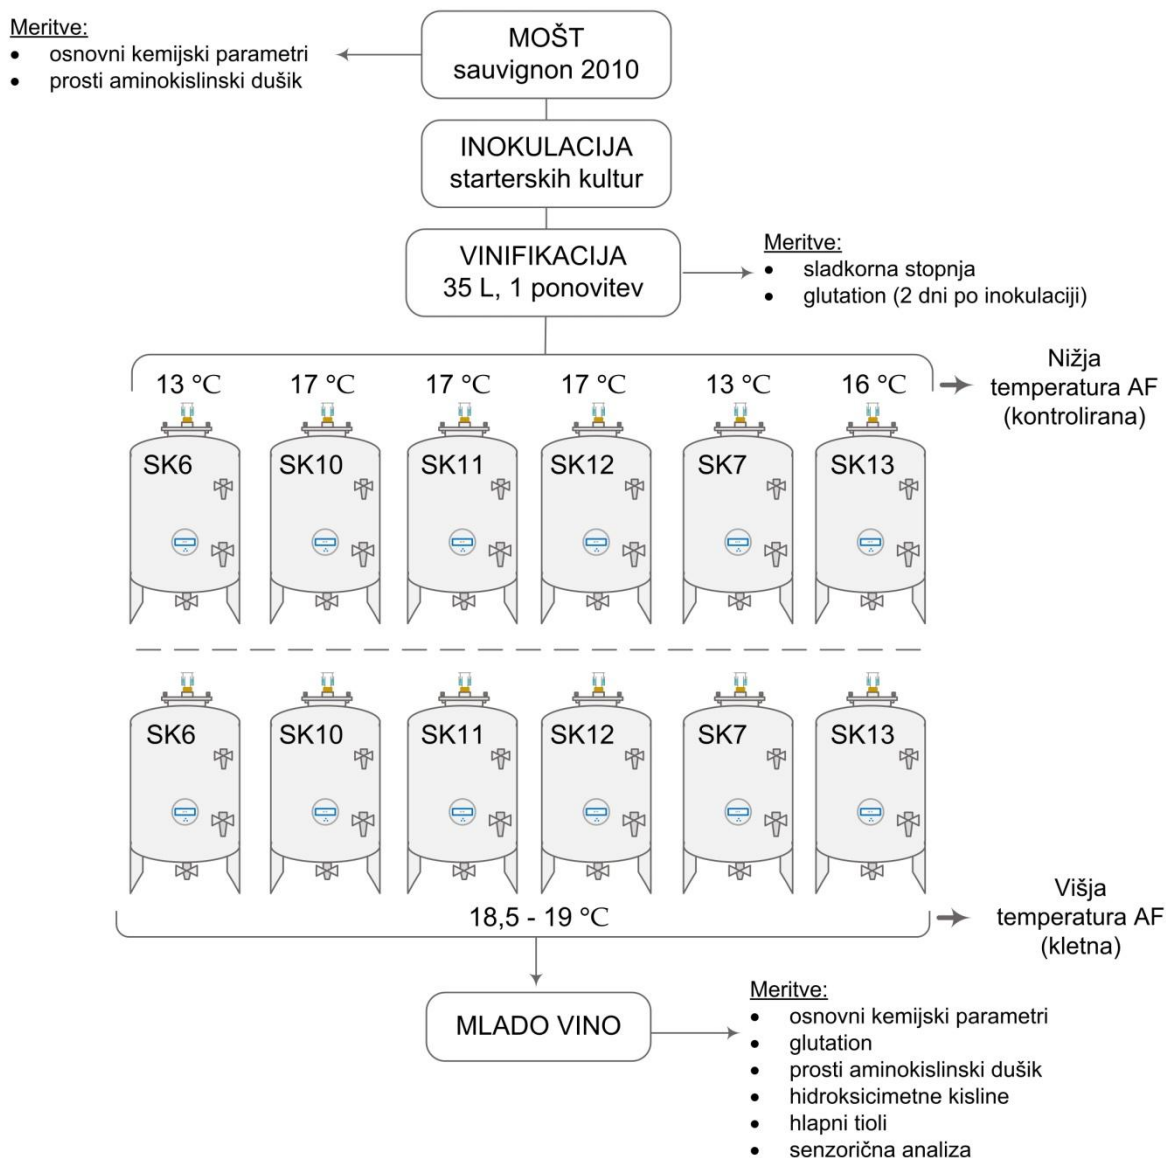 Meritve:
• osnovni kemijski parametri
• prosti aminokislinski dušik
MOŠT
sauvignon 2010
INOKULACIJA
starterskih kultur
VINIFIKACIJA
35 L, 1 ponovitev
Meritve:
• sladkorna stopnja
• glutation (2 dni po inokulaciji)
13 °C 17 °C 17 °C 17 °C 13 °C 16 °C
Nižja
temperatura AF
(kontrolirana)
SK6 SK10 SK11 SK12 SK7 SK13
SK6 SK10 SK11 SK12 SK7 SK13
18,5 - 19 °C
Višja
temperatura AF
(kletna)
MLADO VINO
Meritve:
• osnovni kemijski parametri
• glutation
• prosti aminokislinski dušik
• hidroksicimetne kisline
• hlapni tioli
• senzorična analiza